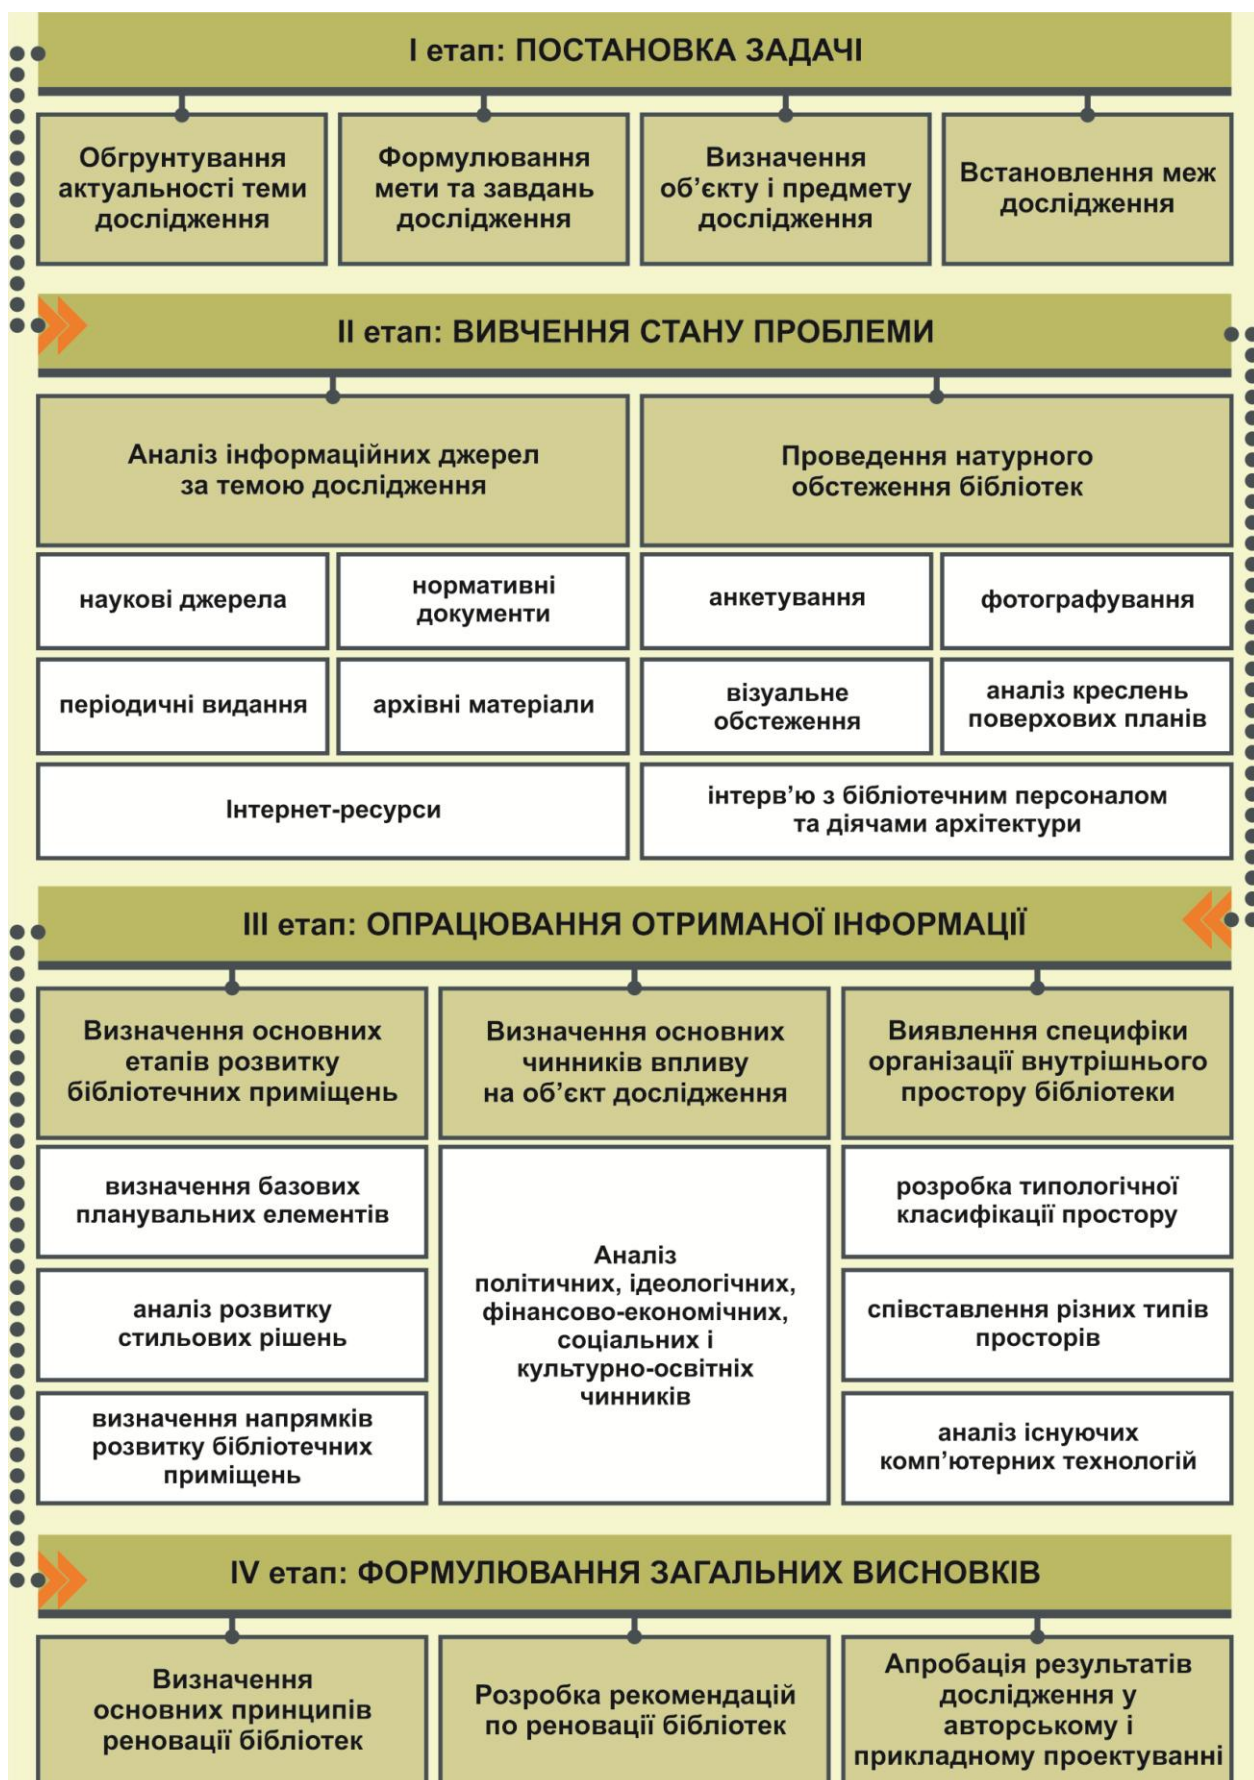 І етап: ПОСТАНОВКА ЗАДАЧІ
Обгрунтування
актуальності теми
дослідження
Формулювання
мети та завдань
дослідження
Визначення
об’єкту і предмету
дослідження
Встановлення меж
дослідження
ІІ етап: ВИВЧЕННЯ СТАНУ ПРОБЛЕМИ
Аналіз інформаційних джерел
за темою дослідження
Проведення натурного
обстеження бібліотек
наукові джерела
нормативні
документи
анкетування
фотографування
періодичні видання
архівні матеріали
візуальне
обстеження
аналіз креслень
поверхових планів
Інтернет-ресурси
інтерв’ю з бібліотечним персоналом
та діячами архітектури
ІІІ етап: ОПРАЦЮВАННЯ ОТРИМАНОЇ ІНФОРМАЦІЇ
Визначення основних
етапів розвитку
бібліотечних приміщень
Визначення основних
чинників впливу
на об’єкт дослідження
Виявлення специфіки
організації внутрішнього
простору бібліотеки
визначення базових
планувальних елементів
аналіз розвитку
стильових рішень
визначення напрямків
розвитку бібліотечних
приміщень
Аналіз
політичних, ідеологічних,
фінансово-економічних,
соціальних і
культурно-освітніх
чинників
розробка типологічної
класифікації простору
співставлення різних типів
просторів
аналіз існуючих
комп’ютерних технологій
IV етап: ФОРМУЛЮВАННЯ ЗАГАЛЬНИХ ВИСНОВКІВ
Визначення
основних принципів
реновації бібліотек
Розробка рекомендацій
по реновації бібліотек
Апробація результатів
дослідження у
авторському і
прикладному проектуванні